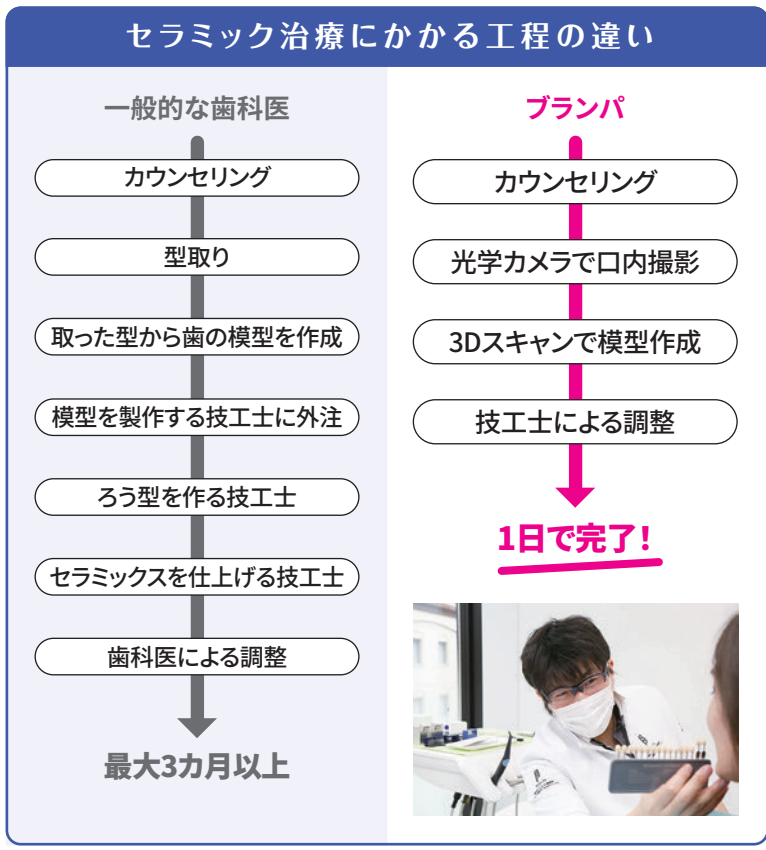 セラミック治療にかかる工程の違い
一般的な歯科医
カウンセリング
型取り
取った型から歯の模型を作成
模型を製作する技工士に外注
ろう型を作る技工士
セラミックスを仕上げる技工士
歯科医による調整
最大3カ月以上
ブランパ
カウンセリング
光学カメラで口内撮影
3Dスキャンで模型作成
技工士による調整
1日で完了!